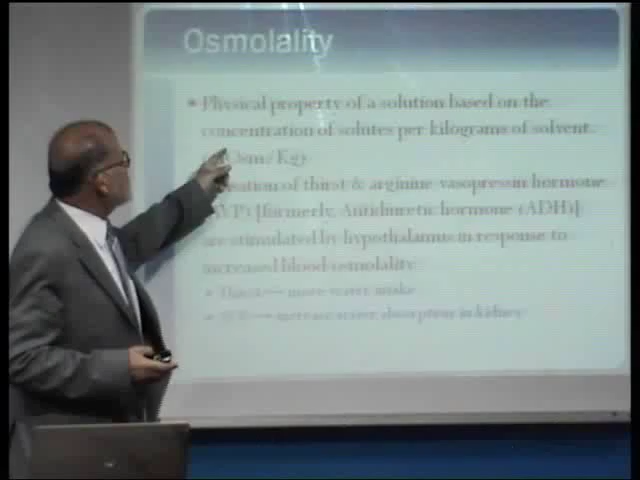 Osmolality
• Physical property of a solution based on the
concentration of solutes per kilograms of solvent.
Osm/Kg)
of thirst & arginine vasopressin hormone
[formerly, Antidiuretic hormone (ADH)]
are stimulated by hypothalamus in response to
increased blood osmolality
• Thirst → more water intake
• → increase water absorption in kidney